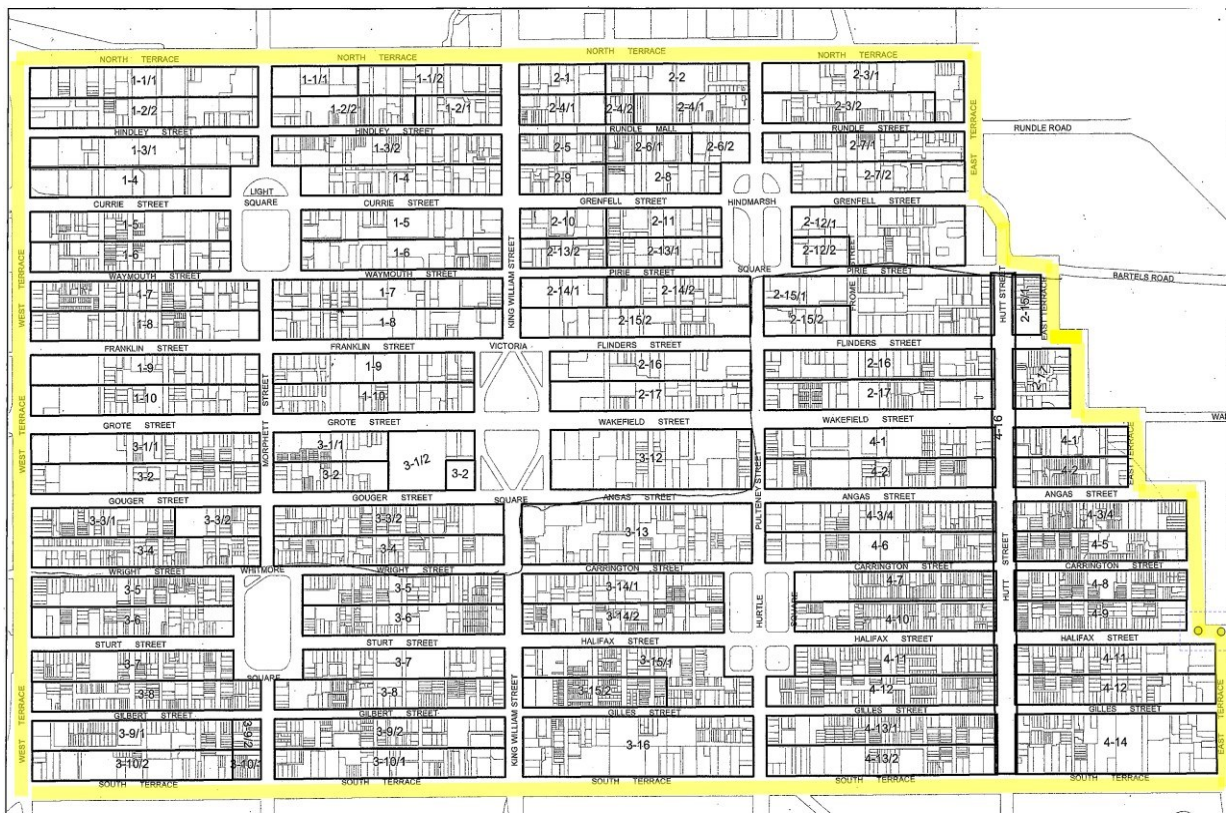 NORTH TERRACE
NORTH TERRACE
NORTH TERRACE
NORTH TERRACE
1-1/1
1-1/1
1-1/2
2-1
2-2
2-3/1
1-2/2
1-2/2
1-2/1
2-4/1
2-4/2
2-4/1
2-3/2
HINDLEY STREET
HINDLEY STREET
RUNDLE MALL
RUNDLE STREET
RUNDLE ROAD
EAST TERRACE
1-3/1
1-3/2
2-5
2-6/1
2-6/2
2-7/1
1-4
1-4
2-9
2-8
2-7/2
LIGHT
SQUARE
CURRIE STREET
CURRIE STREET
GRENFELL STREET
HINDMARSH
GRENFELL STREET
1-5
1-5
2-10
2-11
2-12/1
1-6
1-6
2-13/2
2-13/1
2-12/2
WEST TERRACE
KING WILLIAM STREET
WAYMOUTH STREET
WAYMOUTH STREET
PIRIE STREET
SQUARE
PIRIE STREET
BARTELS ROAD
1-7
1-7
2-14/1
2-14/2
2-15/1
FROME STREET
HUTT STREET
2-15/1
EAST TERRACE
1-8
1-8
2-15/2
2-15/2
FRANKLIN STREET
FRANKLIN STREET
VICTORIA
FLINDERS STREET
FLINDERS STREET
1-9
1-9
2-16
2-16
1-10
1-10
2-17
2-17
2-17
MORPHETT STREET
WEST TERRACE
GROTE STREET
GROTE STREET
WAKEFIELD STREET
WAKEFIELD STREET
4-16
3-1/1
3-1/1
3-1/2
3-12
4-1
4-1
EAST TERRACE
3-2
3-2
3-2
4-2
4-2
PULTENEY STREET
GOUGER STREET
GOUGER STREET
SQUARE
ANGAS STREET
ANGAS STREET
ANGAS STREET
3-3/1
3-3/2
3-3/2
3-13
4-3/4
4-3/4
3-4
3-4
4-6
4-5
HUTT STREET
WRIGHT STREET
WHITMORE
WRIGHT STREET
CARRINGTON STREET
CARRINGTON STREET
CARRINGTON STREET
3-5
3-5
3-14/1
4-7
4-8
3-6
3-6
3-14/2
HURTLE
SQUARE
4-10
4-9
STURT STREET
STURT STREET
HALIFAX STREET
HALIFAX STREET
HALIFAX STREET
3-7
3-7
3-15/1
4-11
4-11
SQUARE
3-8
3-8
3-15/2
4-12
4-12
GILBERT STREET
GILBERT STREET
GILLES STREET
GILLES STREET
GILLES STREET
WEST TERRACE
KING WILLIAM STREET
EAST TERRACE
3-9/1
3-9/2
3-9/2
3-16
4-13/1
4-14
3-10/2
3-10/1
4-13/2
SOUTH TERRACE
SOUTH TERRACE
SOUTH TERRACE
SOUTH TERRACE
SOUTH TERRACE